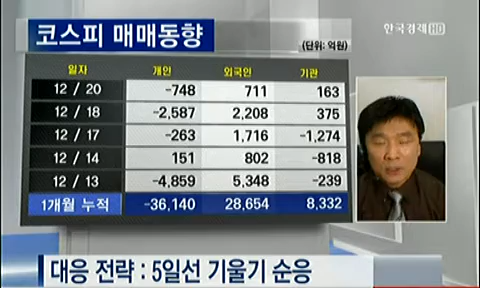 코스피 매매동향
(단위: 억원)
한국경제HD
일자 개인 외국인 기관
12 / 20 -748 711 163
12 / 18 -2,587 2,208 375
12 / 17 -263 1,716 -1,274
12 / 14 151 802 -818
12 / 13 -4,859 5,348 -239
1개월 누적 -36,140 28,654 8,332
대응 전략 : 5일선 기울기 순응